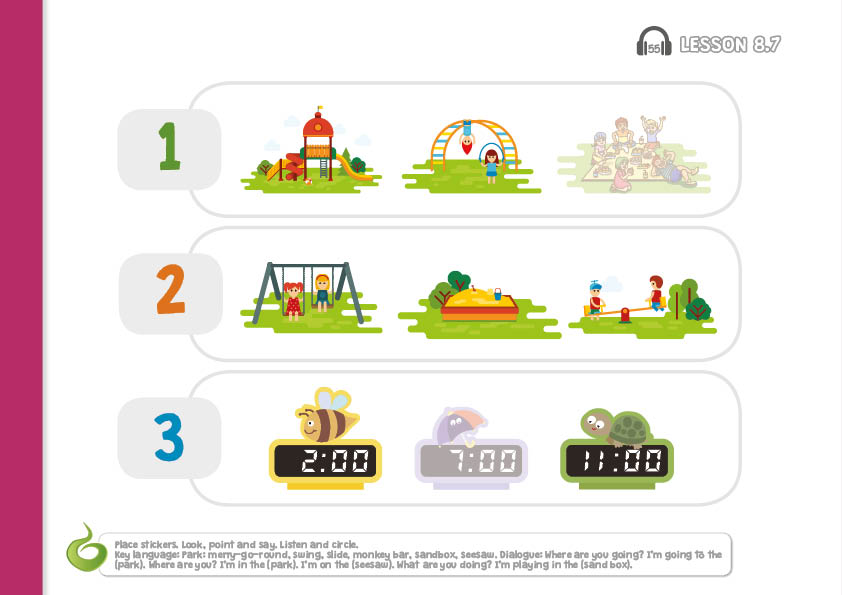 55 LESSON 8.7
1
2
3
2:00 7:00 11:00
Place stickers. Look, point and say. Listen and circle.
Key language: Park: merry-go-round, swing, slide, monkey bar, sandbox, seesaw. Dialogue: Where are you going? I'm going to the
(park). Where are you? I'm in the (park). I'm on the (seesaw). What are you doing? I'm playing in the (sand box).